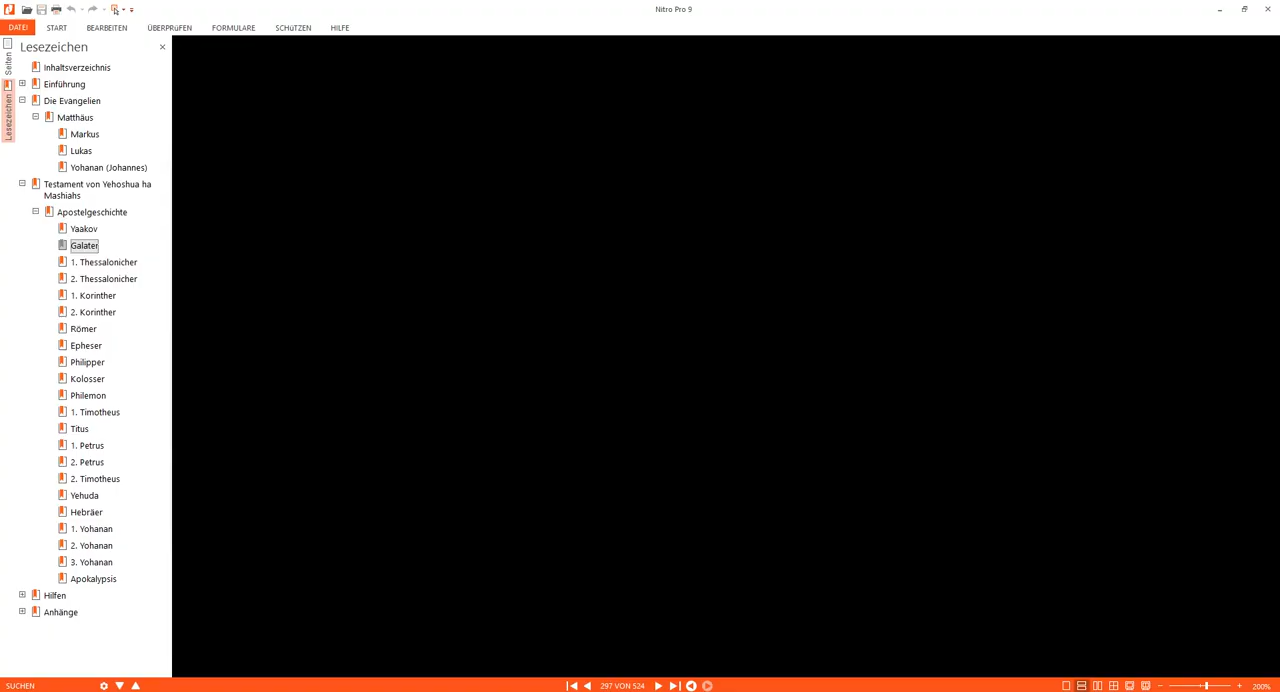 Nitro Pro 9
DATEI START BEARBEITEN ÜBERPRüFEN FORMULARE SCHüTZEN HILFE
Seiten
Lesezeichen
Lesezeichen
Inhaltsverzeichnis
Einführung
Die Evangelien
Matthäus
Markus
Lukas
Yohanan (Johannes)
Testament von Yehoshua ha
Mashiahs
Apostelgeschichte
Yaakov
Galater
1. Thessalonicher
2. Thessalonicher
1. Korinther
2. Korinther
Römer
Epheser
Philipper
Kolosser
Philemon
1. Timotheus
Titus
1. Petrus
2. Petrus
2. Timotheus
Yehuda
Hebräer
1. Yohanan
2. Yohanan
3. Yohanan
Apokalypsis
Hilfen
Anhänge
SUCHEN 297 VON 524 200%